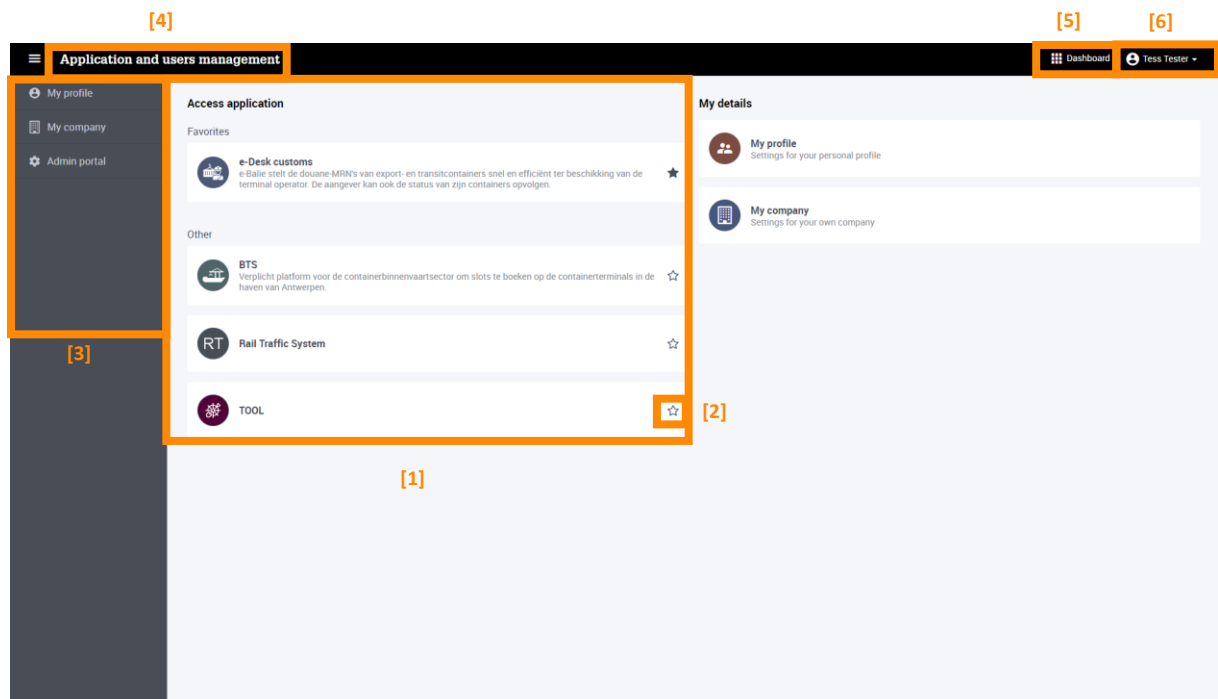 [4]
[5]
[6]
Application and users management
Dashboard
Tess Tester
My profile
My company
Admin portal
[3]
Access application
Favorites
e-Desk customs
e-Balie stelt de douane-MRN's van export- en transitcontainers snel en efficiënt ter beschikking van de
terminal operator. De aangever kan ook de status van zijn containers opvolgen.
Other
BTS
Verplicht platform voor de containerbinnenvaartsector om slots te boeken op de containerterminals in de
haven van Antwerpen.
RT
Rail Traffic System
TOOL
[2]
[1]
My details
My profile
Settings for your personal profile
My company
Settings for your own company